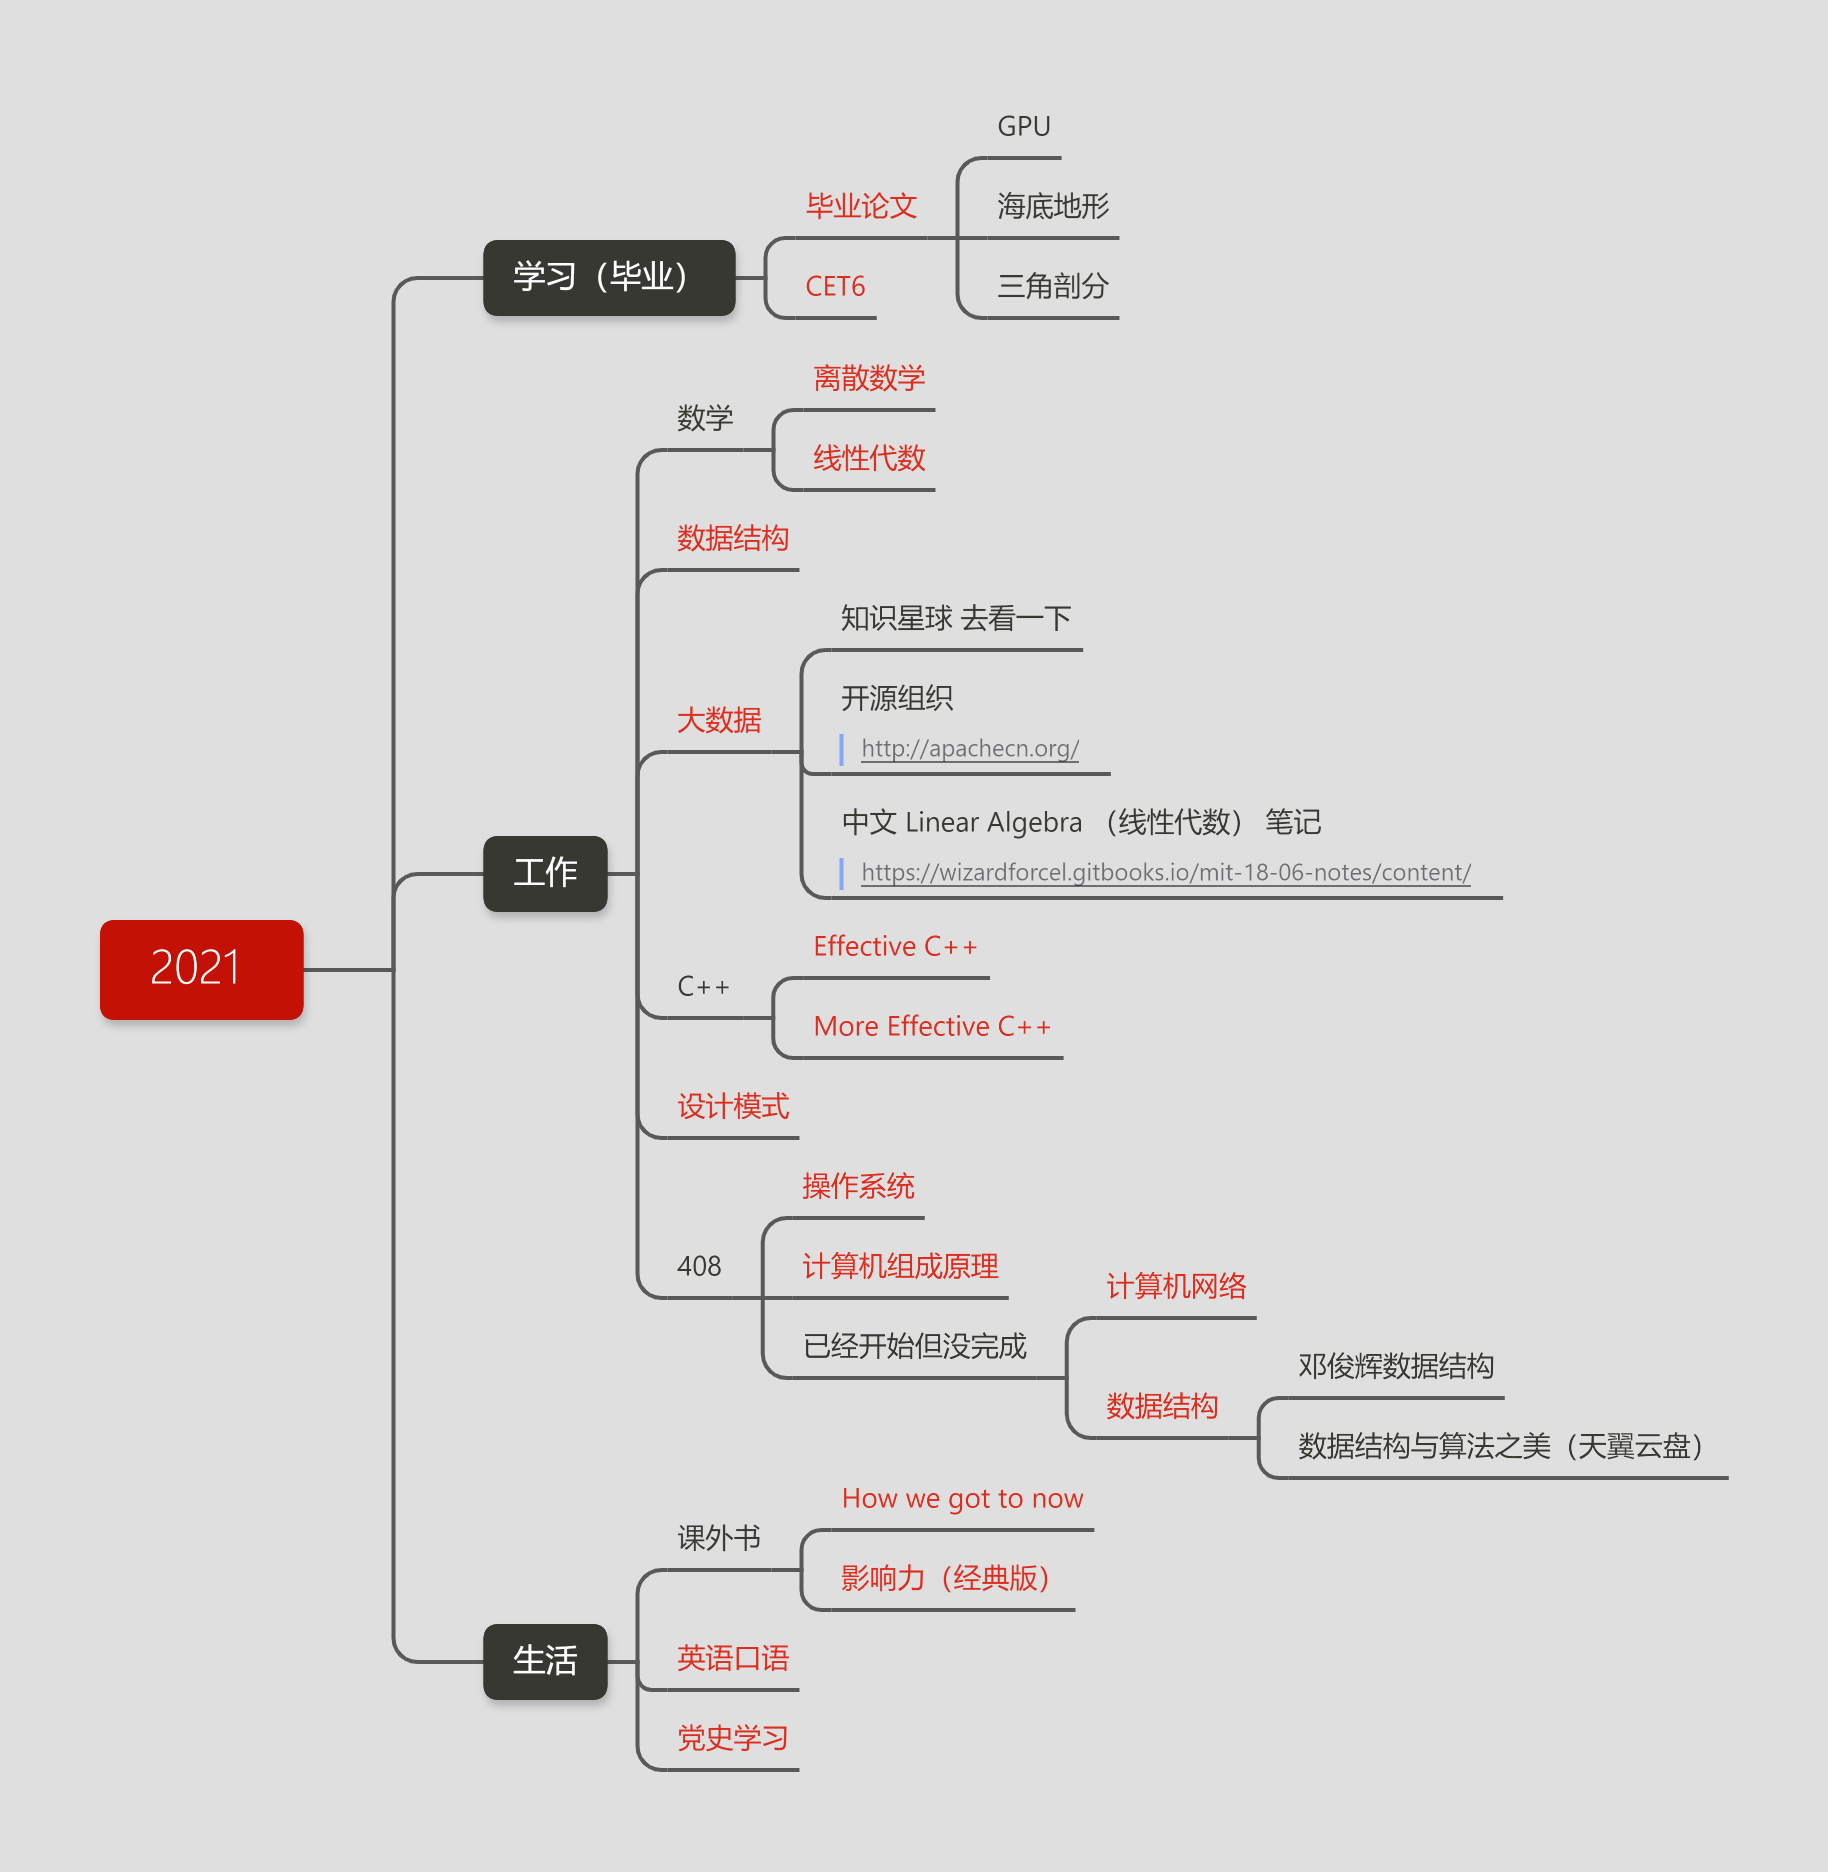 2021
学习（毕业）
毕业论文
GPU
海底地形
三角剖分
CET6
工作
数学
离散数学
线性代数
数据结构
大数据
知识星球 去看一下
开源组织
http://apachecn.org/
中文 Linear Algebra （线性代数） 笔记
https://wizardforcel.gitbooks.io/mit-18-06-notes/content/
C++
Effective C++
More Effective C++
设计模式
408
操作系统
计算机组成原理
已经开始但没完成
计算机网络
数据结构
邓俊辉数据结构
数据结构与算法之美（天翼云盘）
生活
课外书
How we got to now
影响力（经典版）
英语口语
党史学习